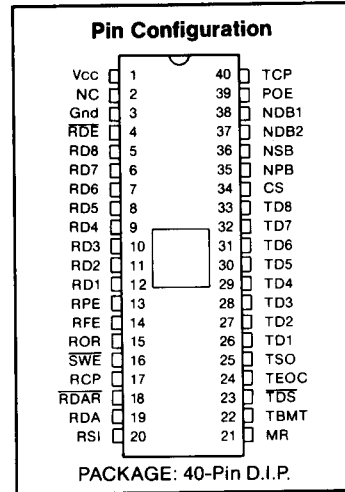 Pin Configuration
Vcc 1 40 TCP
NC 2 39 POE
Gnd 3 38 NDB1
RDE 4 37 NDB2
RD8 5 36 NSB
RD7 6 35 NPB
RD6 7 34 CS
RD5 8 33 TD8
RD4 9 32 TD7
RD3 10 31 TD6
RD2 11 30 TD5
RD1 12 29 TD4
RPE 13 28 TD3
RFE 14 27 TD2
ROR 15 26 TD1
SWE 16 25 TSO
RCP 17 24 TEOC
RDAR 18 23 TDS
RDA 19 22 TBMT
RSI 20 21 MR
PACKAGE: 40-Pin D.I.P.